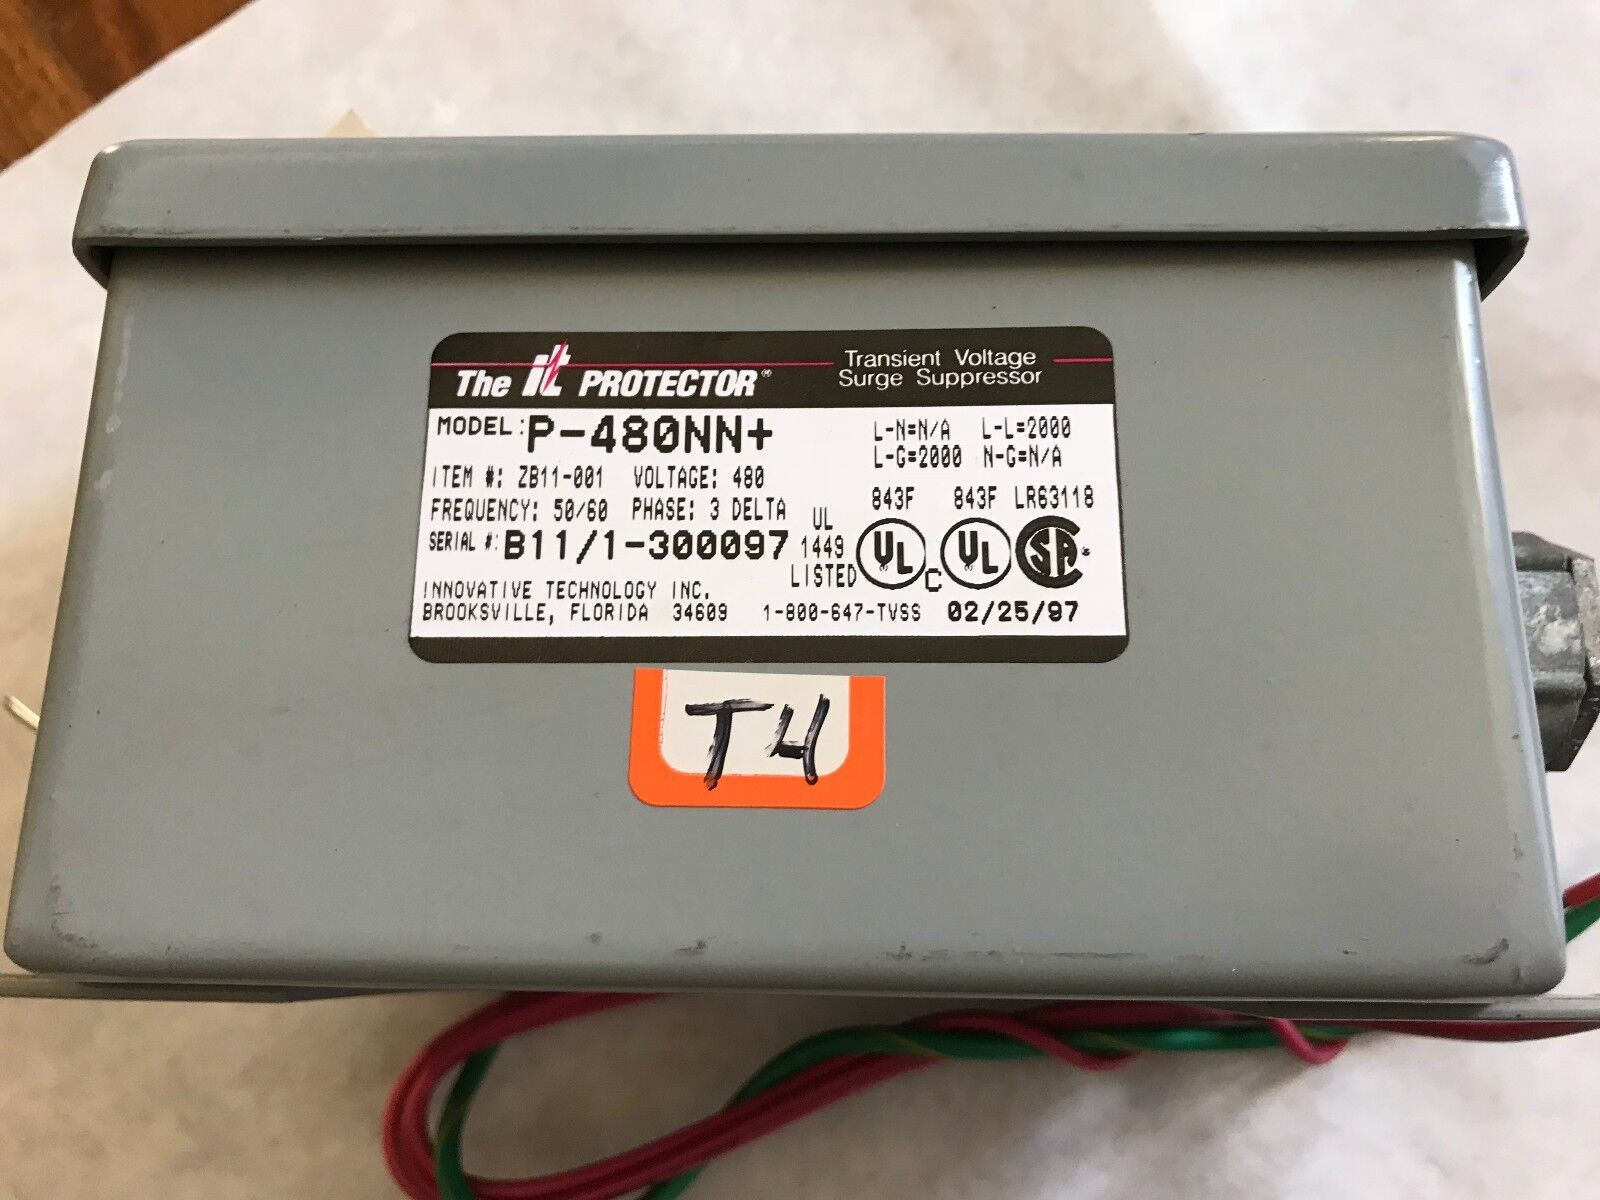 The it PROTECTOR®
Transient Voltage
Surge Suppressor
MODEL: P-480NN+
L-N=N/A L-L=2000
L-G=2000 N-G=N/A
ITEM #: ZB11-001 VOLTAGE: 480
FREQUENCY: 50/60 PHASE: 3 DELTA
SERIAL #: B11/1-300097
UL
1449
LISTED
843F 843F LR63118
UL C UL SA
INNOVATIVE TECHNOLOGY INC.
BROOKSVILLE, FLORIDA 34609 1-800-647-TVSS 02/25/97
T4